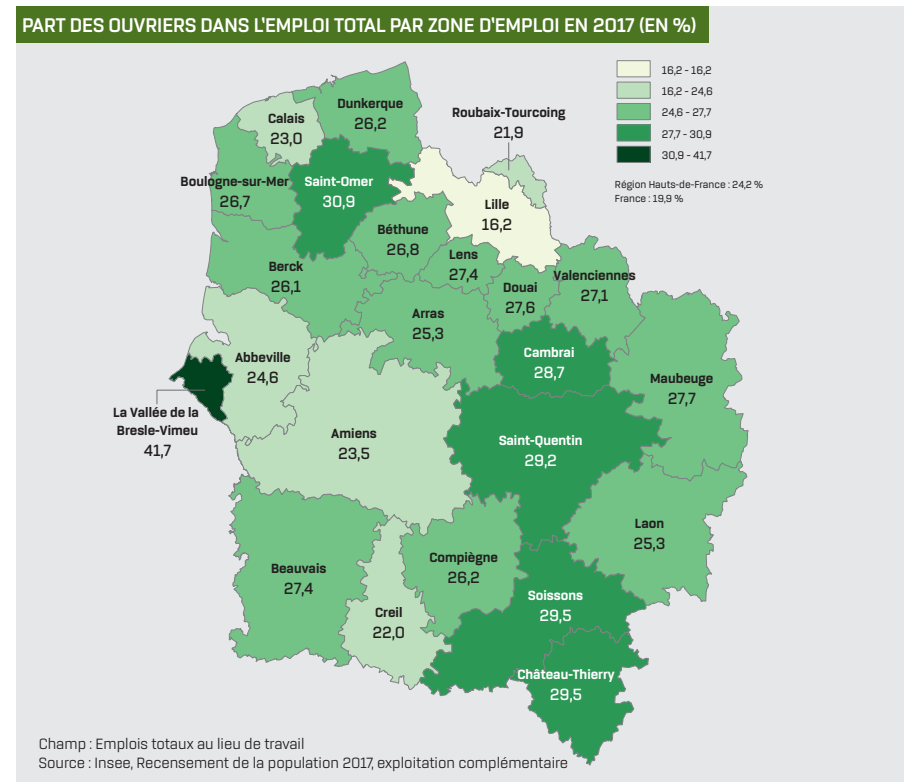 PART DES OUVRIERS DANS L'EMPLOI TOTAL PAR ZONE D'EMPLOI EN 2017 (EN %)
16,2 - 16,2
16,2 - 24,6
24,6 - 27,7
27,7 - 30,9
30,9 - 41,7
Région Hauts-de-France : 24,2 %
France : 19,9 %
Dunkerque
26,2
Calais
23,0
Roubaix-Tourcoing
21,9
Boulogne-sur-Mer
26,7
Saint-Omer
30,9
Lille
16,2
Béthune
26,8
Lens
27,4
Berck
26,1
Douai
27,6
Valenciennes
27,1
Arras
25,3
Cambrai
28,7
Abbeville
24,6
Maubeuge
27,7
La Vallée de la
Bresle-Vimeu
41,7
Amiens
23,5
Saint-Quentin
29,2
Laon
25,3
Beauvais
27,4
Compiègne
26,2
Soissons
29,5
Creil
22,0
Château-Thierry
29,5
Champ : Emplois totaux au lieu de travail
Source : Insee, Recensement de la population 2017, exploitation complémentaire